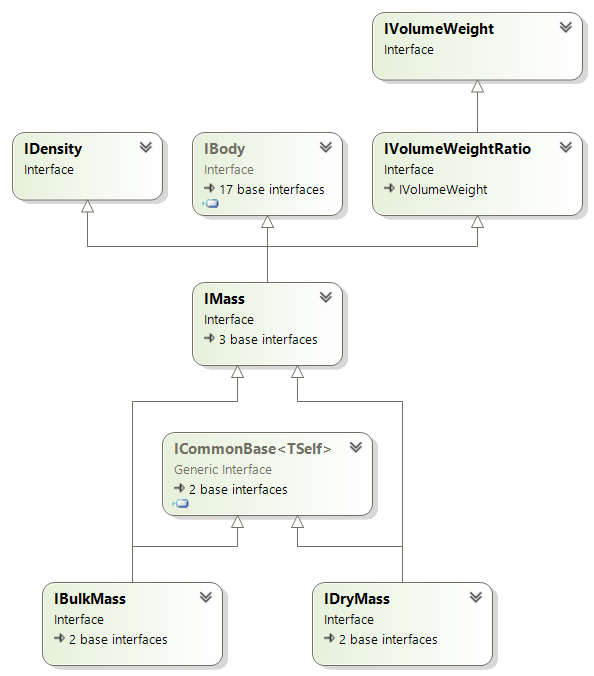 IVolumeWeight
Interface
IDensity
Interface
IBody
Interface
17 base interfaces
IVolumeWeightRatio
Interface
IVolumeWeight
IMass
Interface
3 base interfaces
ICommonBase<TSelf>
Generic Interface
2 base interfaces
IBulkMass
Interface
2 base interfaces
IDryMass
Interface
2 base interfaces